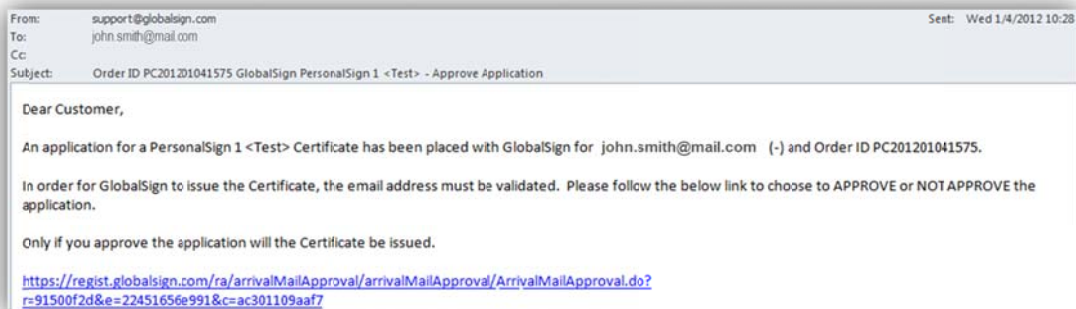 From: support@globalsign.com Sent: Wed 1/4/2012 10:28
To: john.smith@mail.com
Cc:
Subject: Order ID PC201201041575 GlobalSign PersonalSign 1 <Test> - Approve Application
Dear Customer,
An application for a PersonalSign 1 <Test> Certificate has been placed with GlobalSign for john.smith@mail.com (-) and Order ID PC201201041575.
In order for GlobalSign to issue the Certificate, the email address must be validated. Please follow the below link to choose to APPROVE or NOT APPROVE the
application.
Only if you approve the application will the Certificate be issued.
https://regist.globalsign.com/ra/arrivalMailApproval/arrivalMailApproval/ArrivalMailApproval.do?
r=91500f2d&e=22451656e991&c=ac301109aaf7